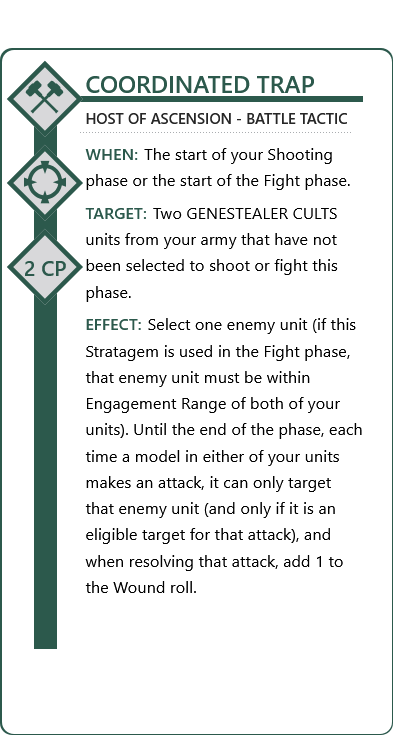 COORDINATED TRAP
HOST OF ASCENSION - BATTLE TACTIC
WHEN: The start of your Shooting
phase or the start of the Fight phase.
TARGET: Two GENESTEALER CULTS
units from your army that have not
been selected to shoot or fight this
phase.
2 CP
EFFECT: Select one enemy unit (if this
Stratagem is used in the Fight phase,
that enemy unit must be within
Engagement Range of both of your
units). Until the end of the phase, each
time a model in either of your units
makes an attack, it can only target
that enemy unit (and only if it is an
eligible target for that attack), and
when resolving that attack, add 1 to
the Wound roll.